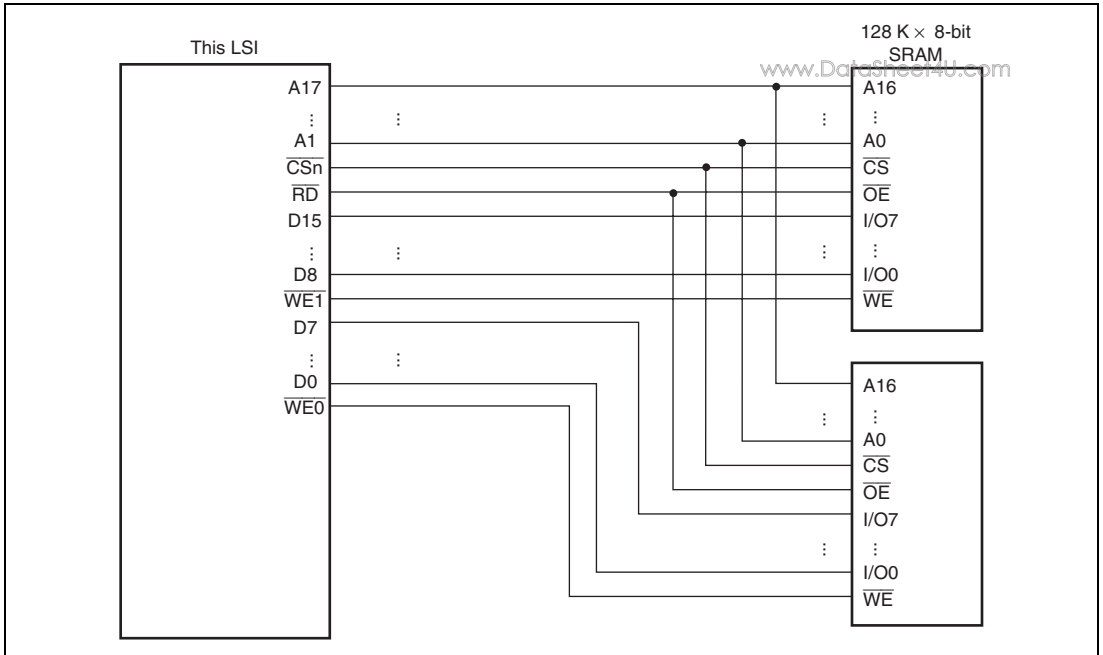 This LSI
A17
⋮
A1
CSn
RD
D15
⋮
D8
WE1
D7
⋮
D0
WE0
⋮
⋮
⋮
128 K × 8-bit
SRAM
www.DataSheet4U.com
⋮
⋮
A16
⋮
A0
CS
OE
I/O7
⋮
I/O0
WE
⋮
⋮
A16
⋮
A0
CS
OE
I/O7
⋮
I/O0
WE